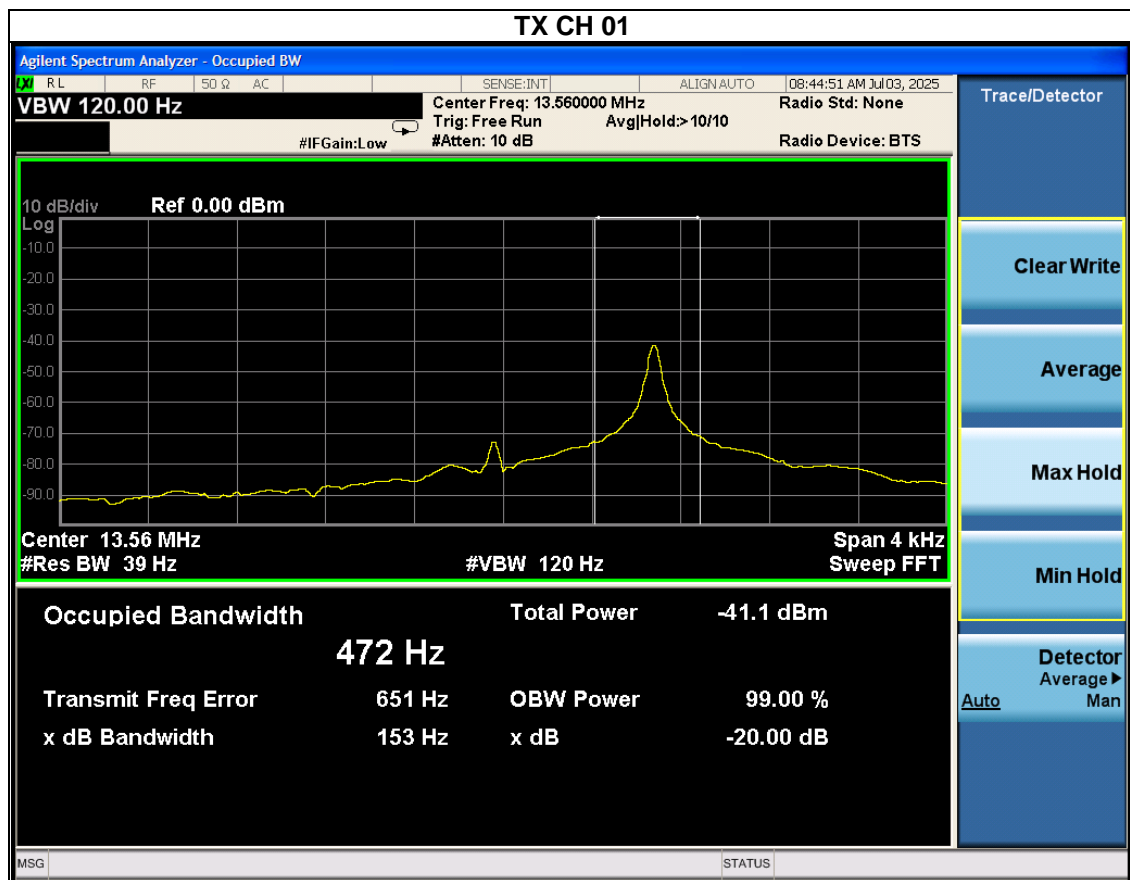 TX CH 01
Agilent Spectrum Analyzer - Occupied BW
LXI RL RF 50 Ω AC SENSE:INT ALIGN AUTO 08:44:51 AM Jul 03, 2025
VBW 120.00 Hz Center Freq: 13.560000 MHz Radio Std: None
Trig: Free Run Avg|Hold:>10/10
#IFGain:Low #Atten: 10 dB Radio Device: BTS
Trace/Detector
10 dB/div Ref 0.00 dBm
Log
-10.0
-20.0
-30.0
-40.0
-50.0
-60.0
-70.0
-80.0
-90.0
Center 13.56 MHz Span 4 kHz
#Res BW 39 Hz #VBW 120 Hz Sweep FFT
Occupied Bandwidth Total Power -41.1 dBm
472 Hz
Transmit Freq Error 651 Hz OBW Power 99.00 %
x dB Bandwidth 153 Hz x dB -20.00 dB
Clear Write
Average
Max Hold
Min Hold
Detector
Average▶
Auto Man
MSG STATUS